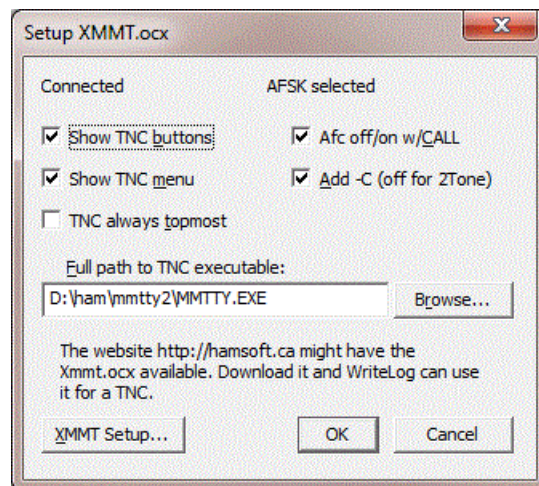 Setup XMMT.ocx
Connected
AFSK selected
Show TNC buttons
Afc off/on w/CALL
Show TNC menu
Add -C (off for 2Tone)
TNC always topmost
Full path to TNC executable:
D:\ham\mmtty2\MMTTY.EXE
Browse...
The website http://hamsoft.ca might have the
Xmmt.ocx available. Download it and WriteLog can use
it for a TNC.
XMMT Setup...
OK
Cancel